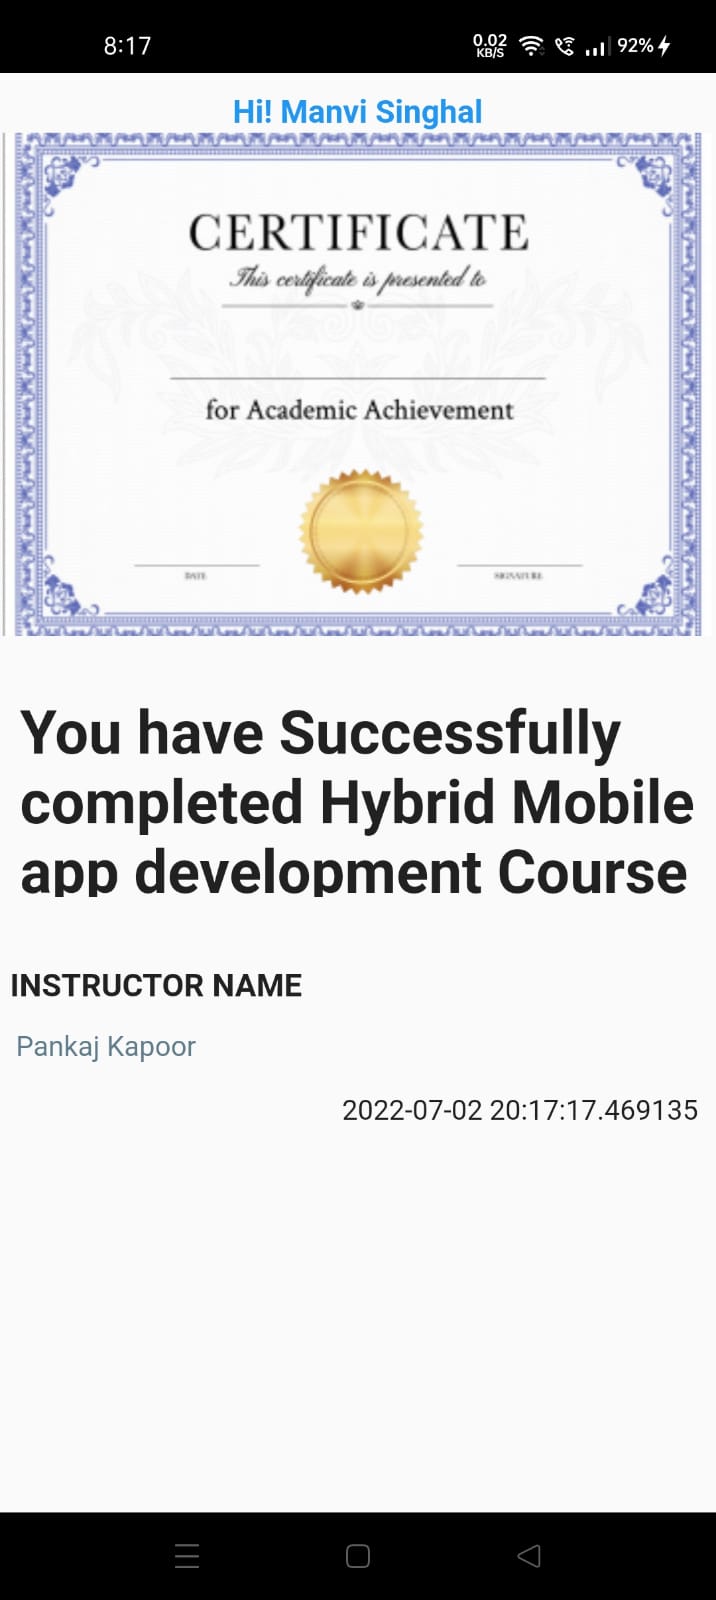 8:17
0.02
KB/S
92%
Hi! Manvi Singhal
CERTIFICATE
This certificate is presented to
for Academic Achievement
DATE
SIGNATURE
You have Successfully
completed Hybrid Mobile
app development Course
INSTRUCTOR NAME
Pankaj Kapoor
2022-07-02 20:17:17.469135